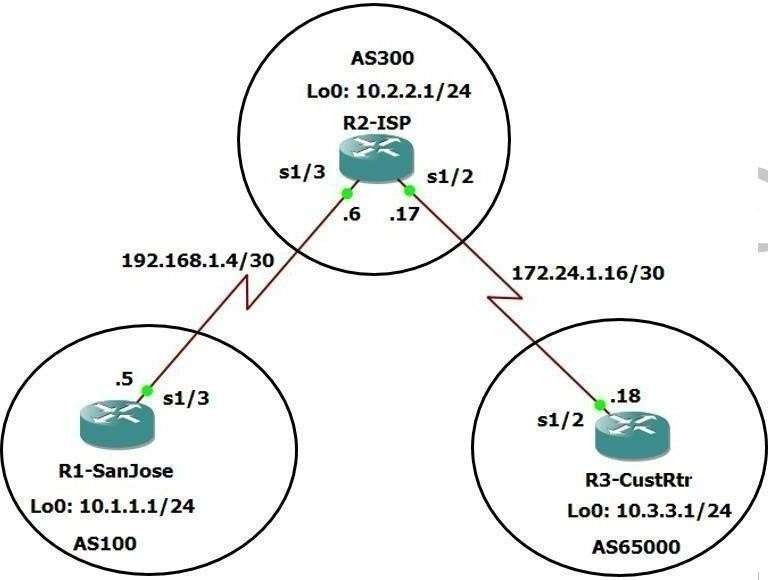 AS300
Lo0: 10.2.2.1/24
R2-ISP
s1/3
s1/2
.6
.17
192.168.1.4/30
172.24.1.16/30
.5
s1/3
.18
s1/2
R1-SanJose
R3-CustRtr
Lo0: 10.1.1.1/24
Lo0: 10.3.3.1/24
AS100
AS65000